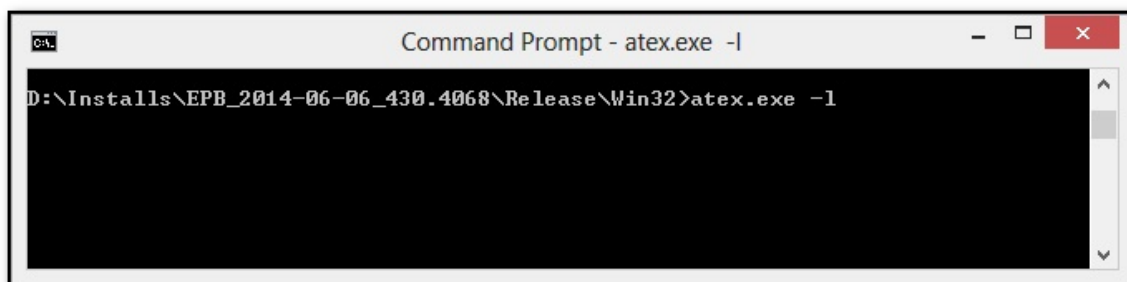 C:\.
Command Prompt - atex.exe -l
D:\Installs\EPB_2014-06-06_430.4068\Release\Win32>atex.exe -l